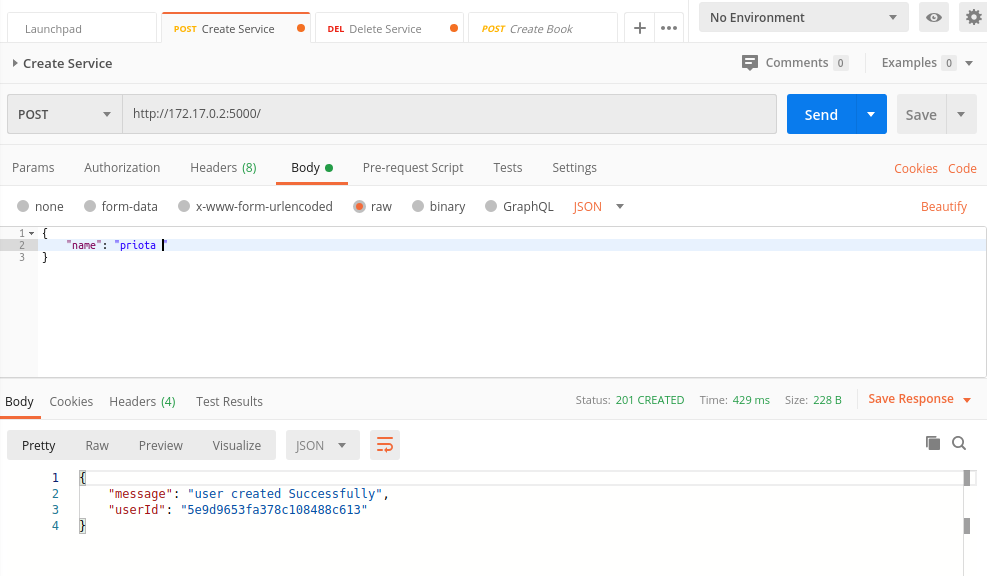 Launchpad
POST Create Service
DEL Delete Service
POST Create Book
No Environment
Create Service
Comments 0
Examples 0
POST
http://172.17.0.2:5000/
Send
Save
Params
Authorization
Headers (8)
Body
Pre-request Script
Tests
Settings
Cookies
Code
none
form-data
x-www-form-urlencoded
raw
binary
GraphQL
JSON
Beautify
1 {
2 "name": "priota "
3 }
Body
Cookies
Headers (4)
Test Results
Status: 201 CREATED
Time: 429 ms
Size: 228 B
Save Response
Pretty
Raw
Preview
Visualize
JSON
1 {
2 "message": "user created Successfully",
3 "userId": "5e9d9653fa378c108488c613"
4 }